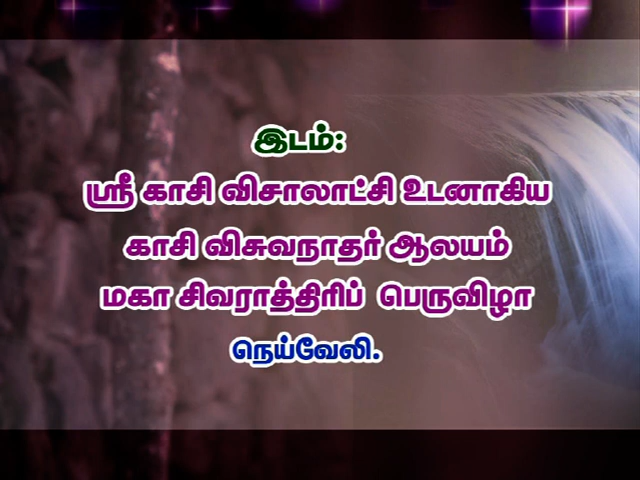 இடம்:
ஸ்ரீ காசி விசாலாட்சி உடனாகிய
காசி விசுவநாதர் ஆலயம்
மகா சிவராத்திரிப் பெருவிழா
நெய்வேலி.